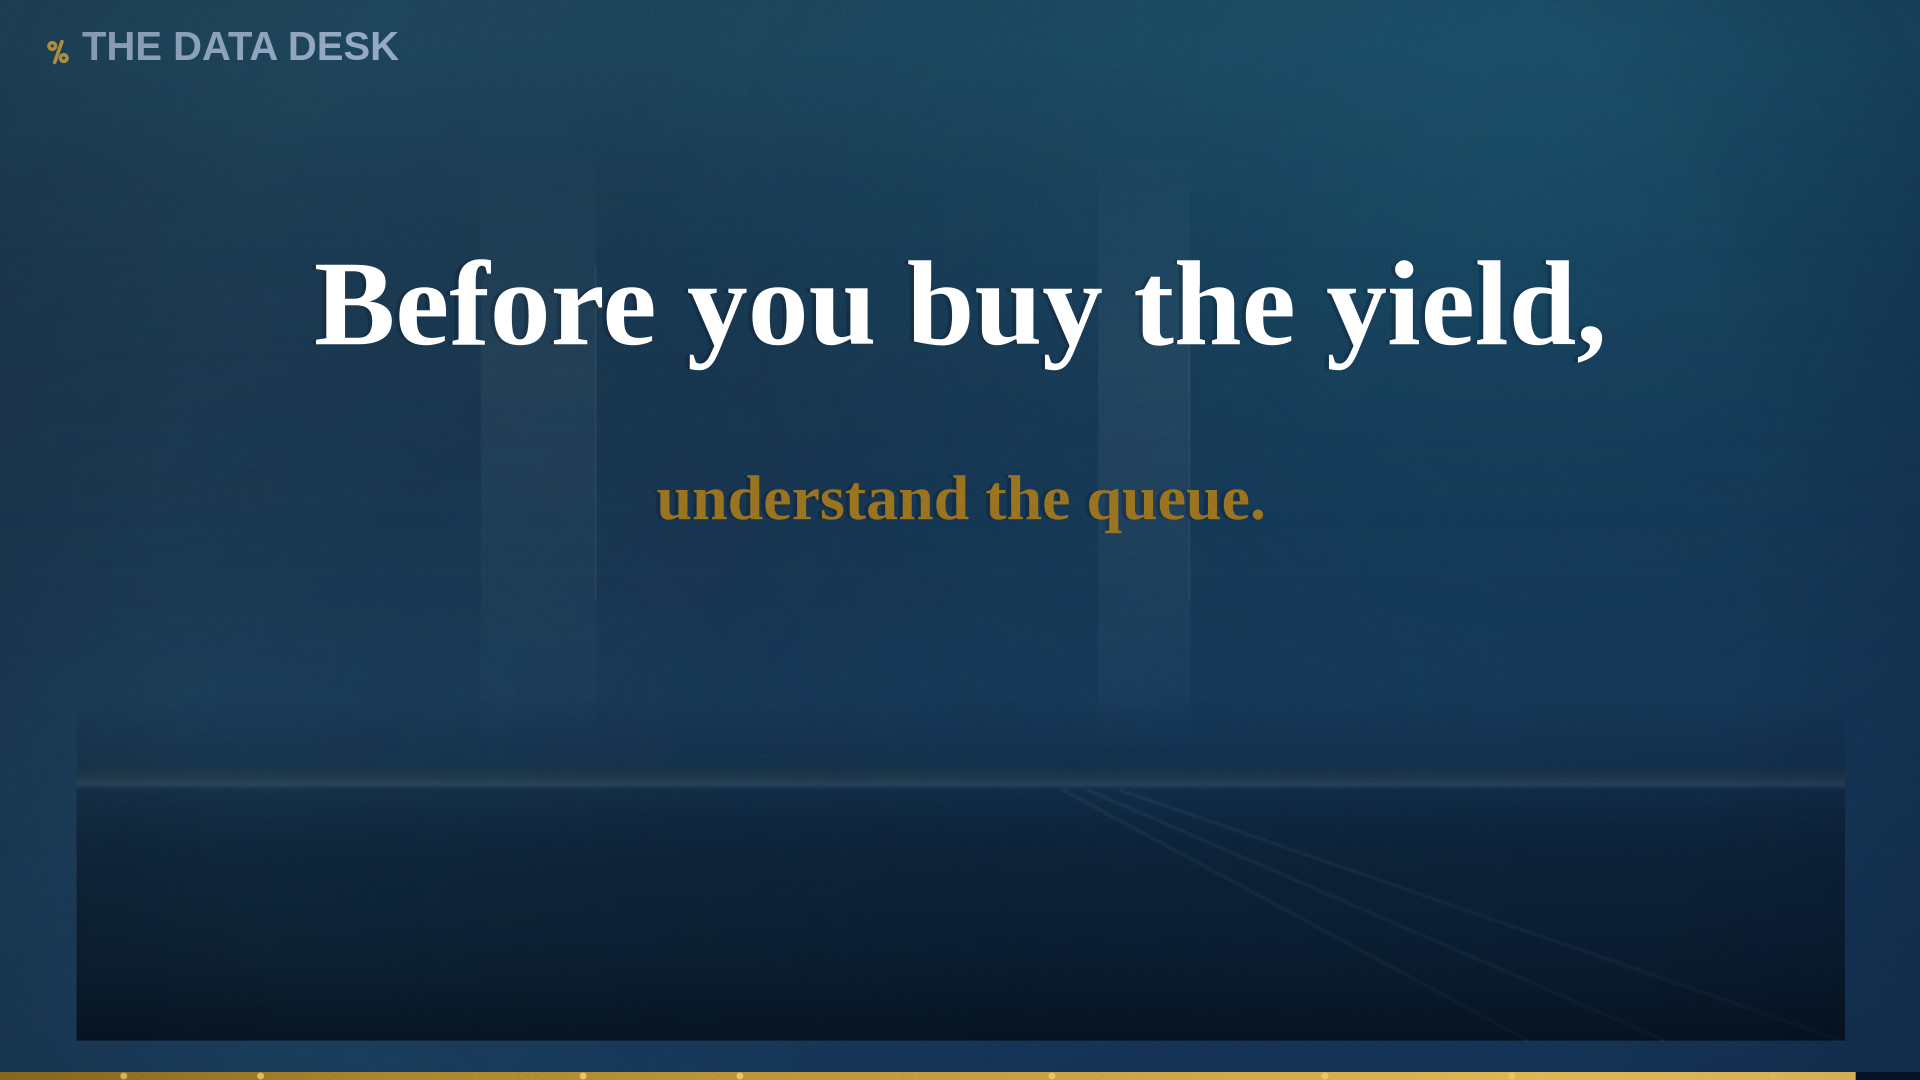 % THE DATA DESK
Before you buy the yield,
understand the queue.